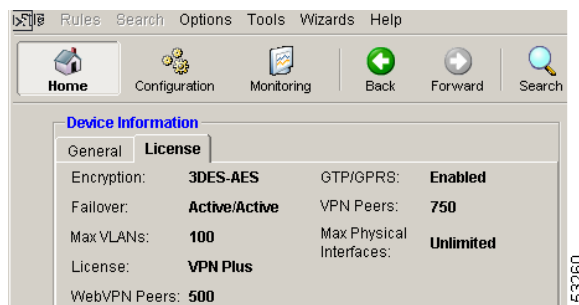 Rules Search Options Tools Wizards Help
Home Configuration Monitoring Back Forward Search
Device Information
General License
Encryption: 3DES-AES GTP/GPRS: Enabled
Failover: Active/Active VPN Peers: 750
Max VLANs: 100 Max Physical Interfaces: Unlimited
License: VPN Plus
WebVPN Peers: 500
53260